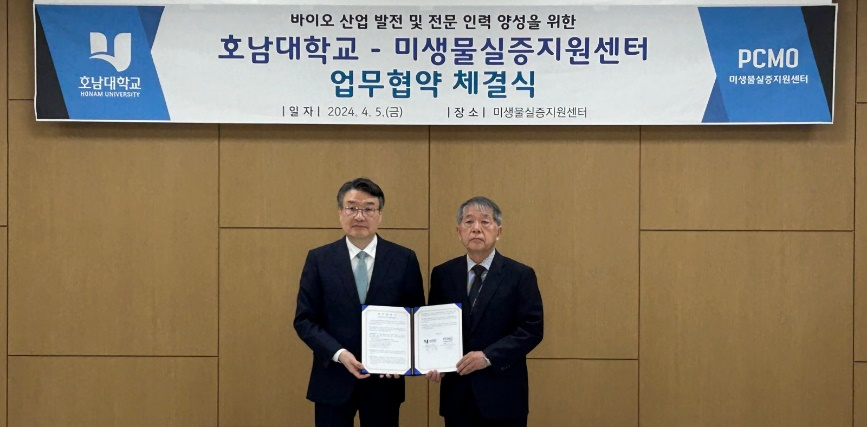 바이오 산업 발전 및 전문 인력 양성을 위한
호남대학교 - 미생물실증지원센터
업무협약 체결식
| 일 자 | 2024. 4. 5.(금) | 장 소 | 미생물실증지원센터
호남대학교
HONAM UNIVERSITY
PCMO
미생물실증지원센터